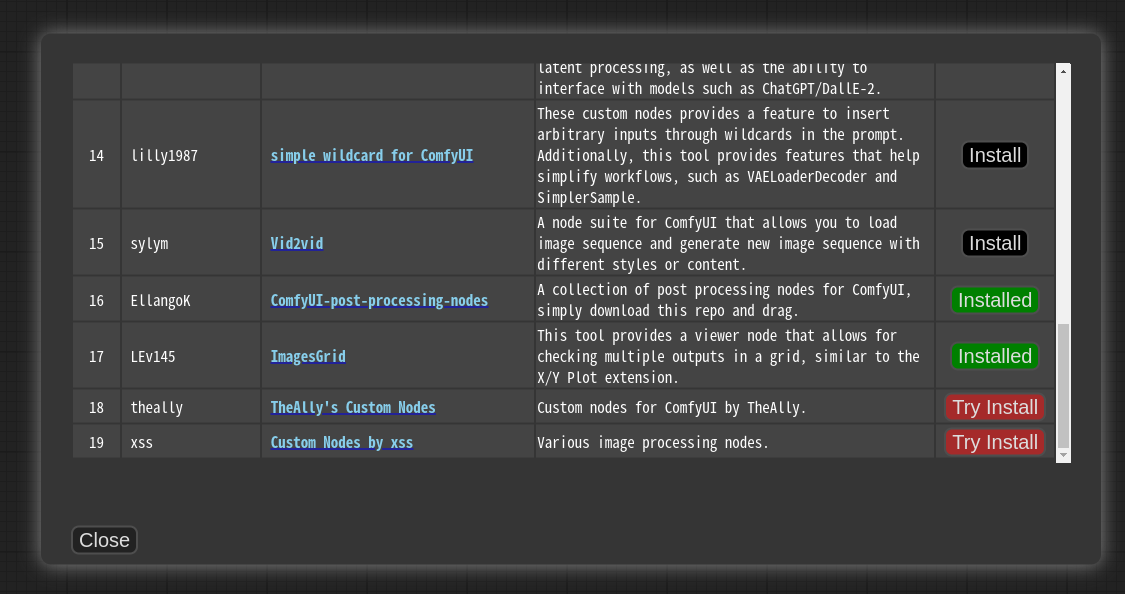 latent processing, as well as the ability to
interface with models such as ChatGPT/DallE-2.
14 lilly1987 simple wildcard for ComfyUI These custom nodes provides a feature to insert
arbitrary inputs through wildcards in the prompt.
Additionally, this tool provides features that help
simplify workflows, such as VAELoaderDecoder and
SimplerSample. Install
15 sylym Vid2vid A node suite for ComfyUI that allows you to load
image sequence and generate new image sequence with
different styles or content. Install
16 EllangoK ComfyUI-post-processing-nodes A collection of post processing nodes for ComfyUI,
simply download this repo and drag. Installed
17 LEv145 ImagesGrid This tool provides a viewer node that allows for
checking multiple outputs in a grid, similar to the
X/Y Plot extension. Installed
18 theally TheAlly's Custom Nodes Custom nodes for ComfyUI by TheAlly. Try Install
19 xss Custom Nodes by xss Various image processing nodes. Try Install
Close